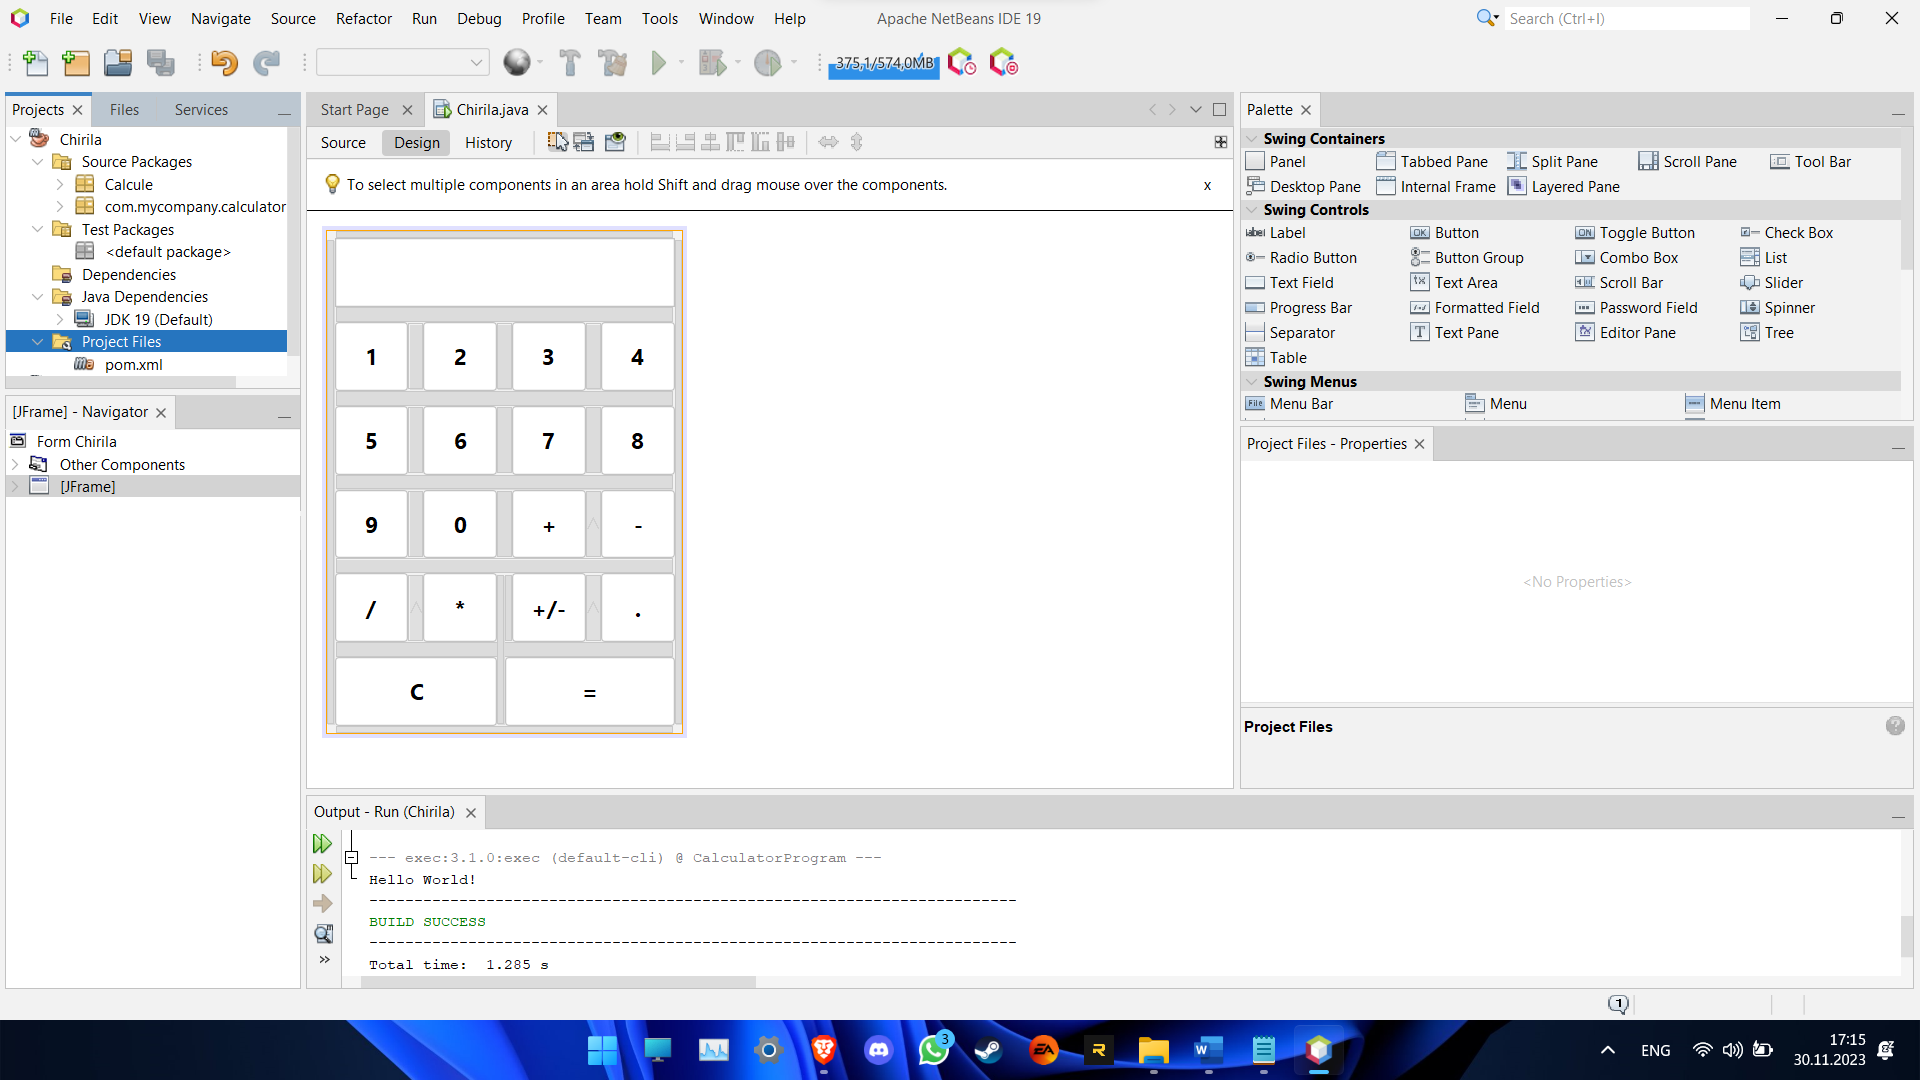 File Edit View Navigate Source Refactor Run Debug Profile Team Tools Window Help Apache NetBeans IDE 19 Search (Ctrl+I)
375,1/574,0MB
Projects Files Services
Chirila
Source Packages
Calcule
com.mycompany.calculator
Test Packages
<default package>
Dependencies
Java Dependencies
JDK 19 (Default)
Project Files
pom.xml
[JFrame] - Navigator
Form Chirila
Other Components
[JFrame]
Start Page Chirila.java
Source Design History
To select multiple components in an area hold Shift and drag mouse over the components. x
1 2 3 4
5 6 7 8
9 0 + -
/ * +/- .
C =
Palette
Swing Containers
Panel Tabbed Pane Split Pane Scroll Pane Tool Bar
Desktop Pane Internal Frame Layered Pane
Swing Controls
Label Button Toggle Button Check Box
Radio Button Button Group Combo Box List
Text Field Text Area Scroll Bar Slider
Progress Bar Formatted Field Password Field Spinner
Separator Text Pane Editor Pane Tree
Table
Swing Menus
Menu Bar Menu Menu Item
Project Files - Properties
<No Properties>
Project Files
Output - Run (Chirila)
--- exec:3.1.0:exec (default-cli) @ CalculatorProgram ---
Hello World!
------------------------------------------------------------------------
BUILD SUCCESS
------------------------------------------------------------------------
Total time:  1.285 s
1
3
ENG
17:15
30.11.2023